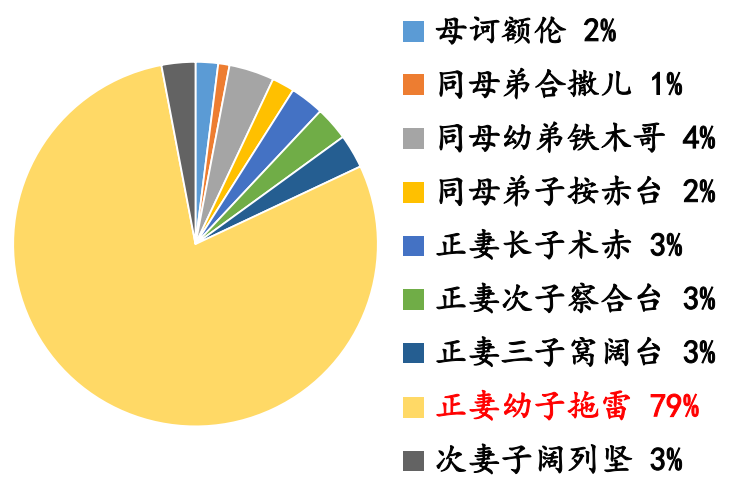 母诃额伦 2%
同母弟合撒儿 1%
同母幼弟铁木哥 4%
同母弟子按赤台 2%
正妻长子术赤 3%
正妻次子察合台 3%
正妻三子窝阔台 3%
正妻幼子拖雷 79%
次妻子阔列坚 3%